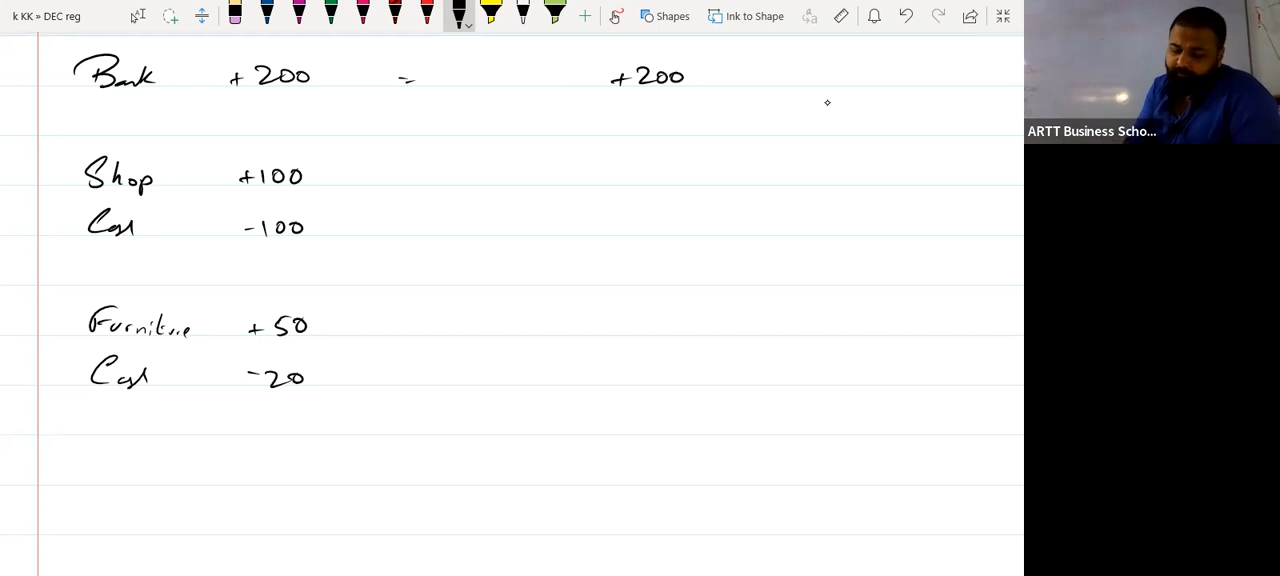 k KK » DEC reg
Shapes
Ink to Shape
Bank +200 = +200
Shop +100
Cash -100
Furniture +50
Cash -20
ARTT Business Scho...